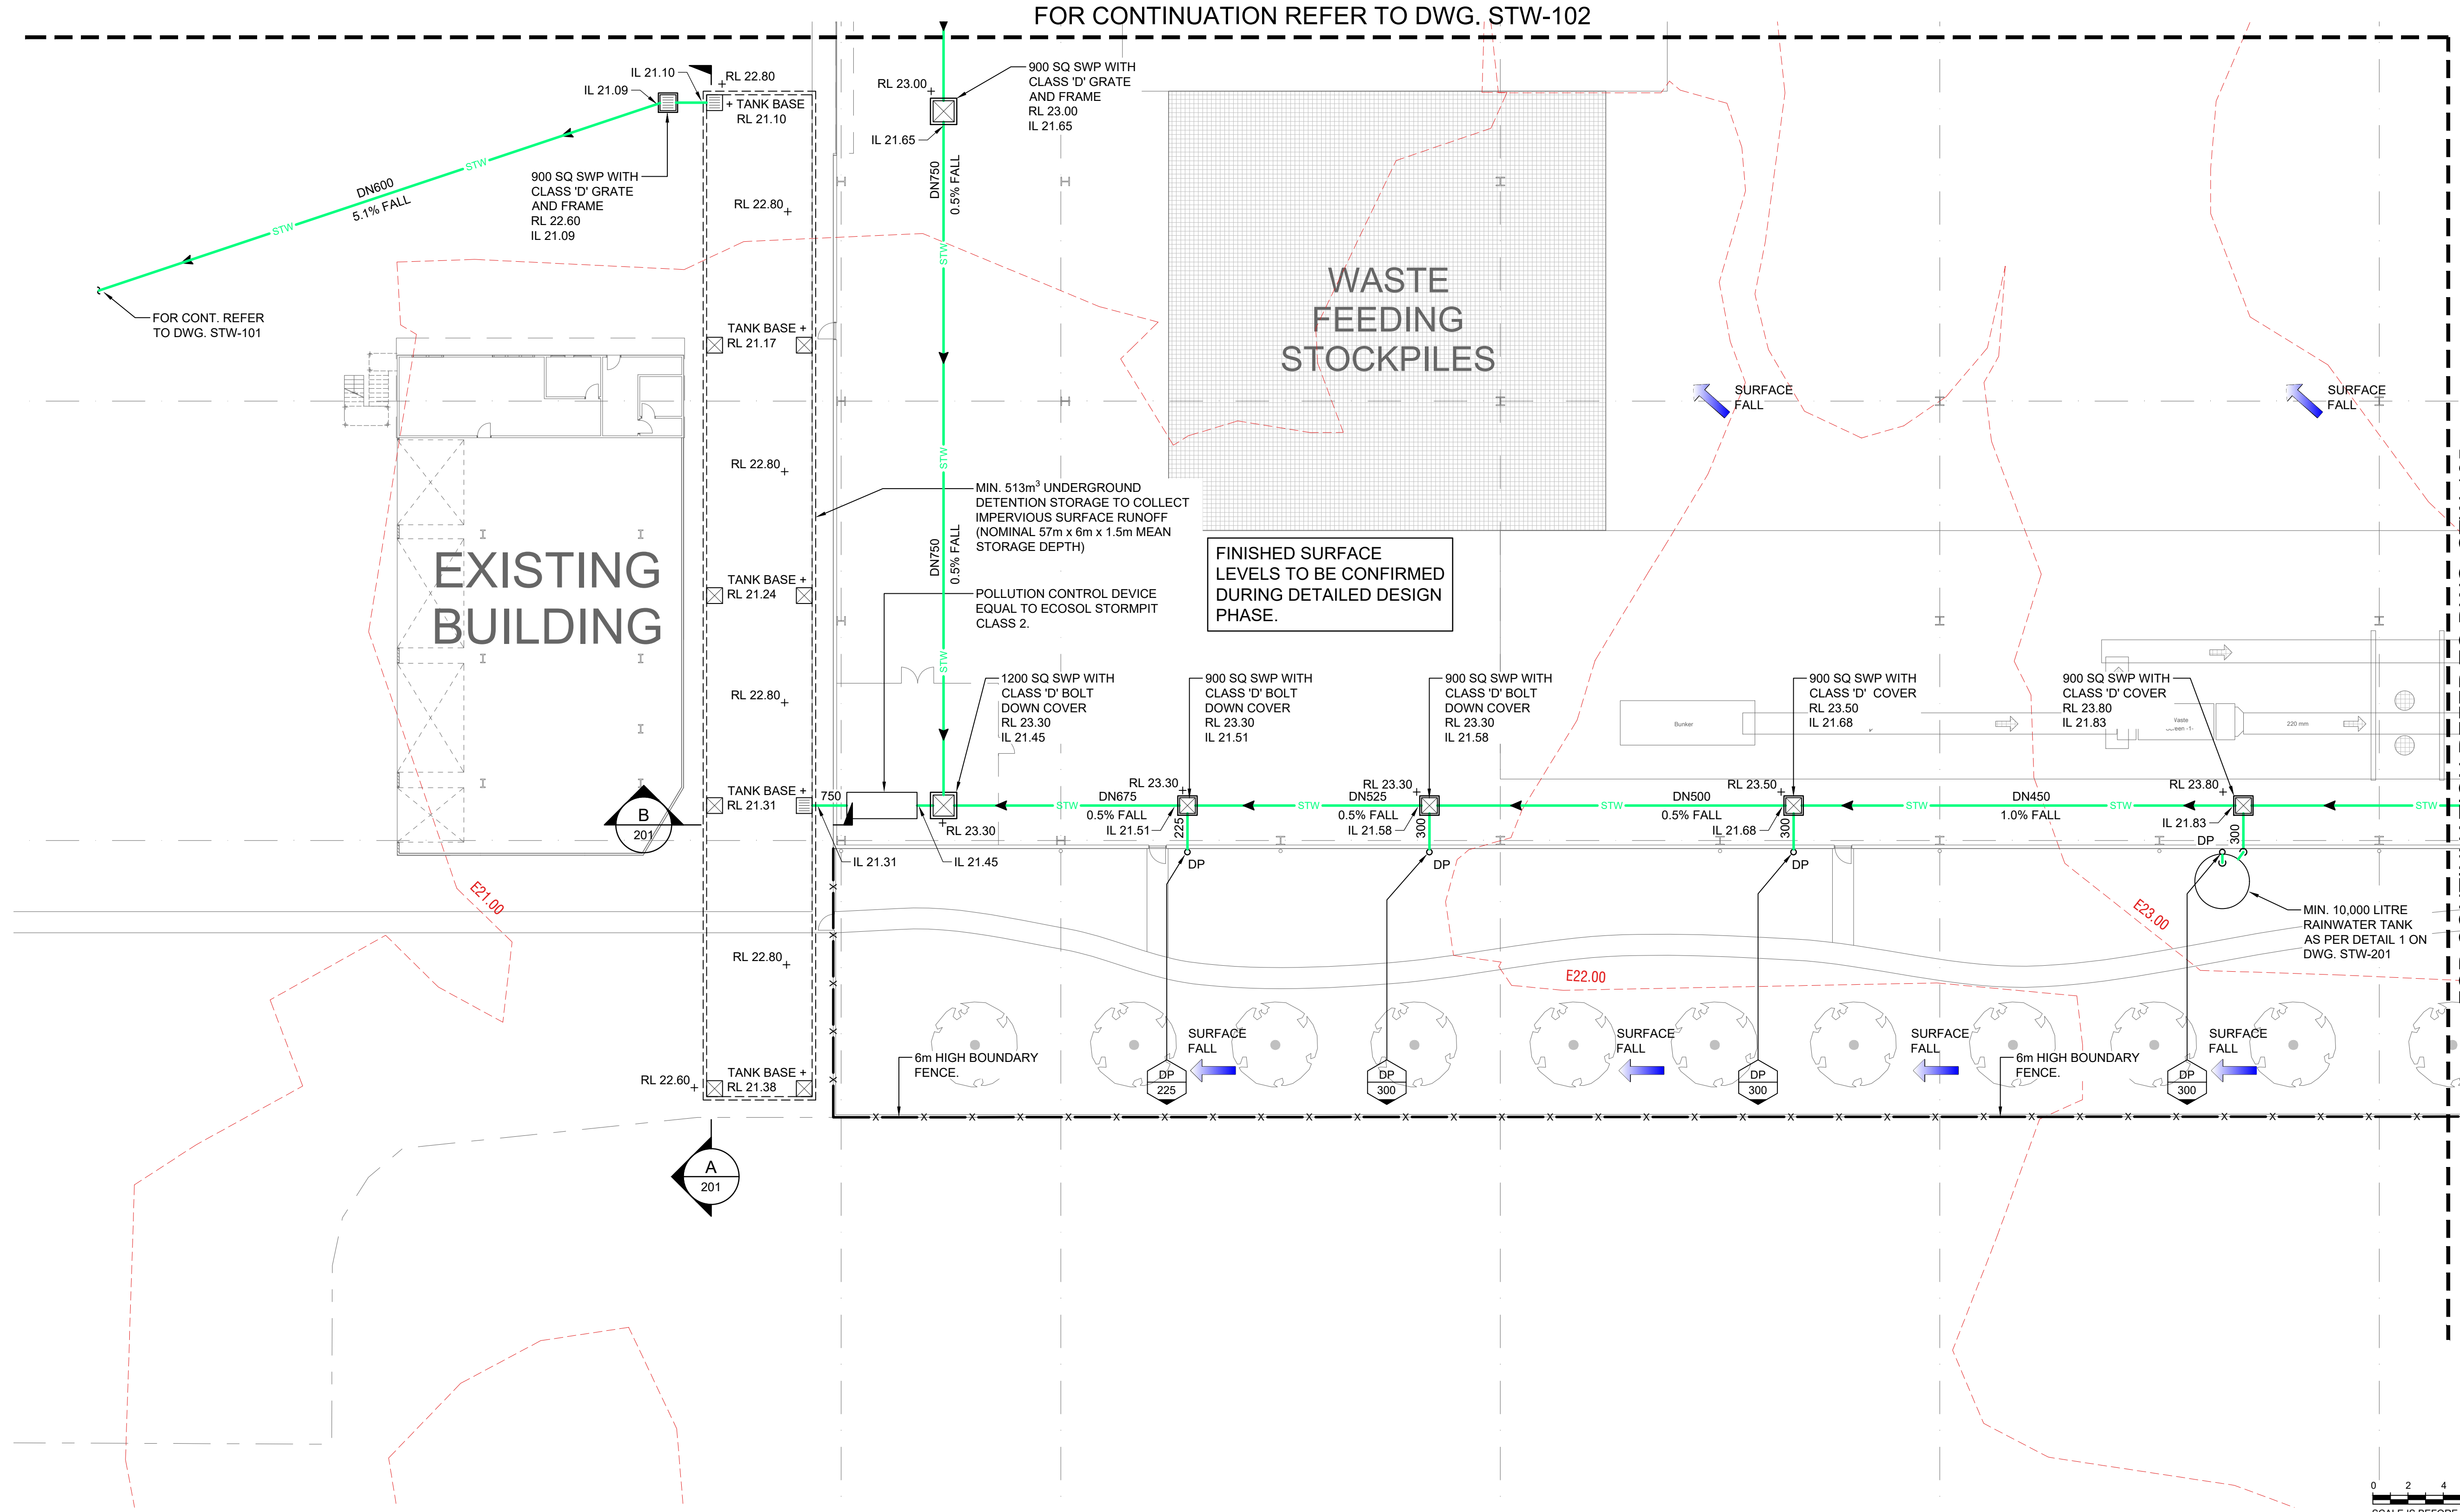 FOR CONTINUATION REFER TO DWG. STW-102
IL 21.10
RL 22.80
IL 21.09
+ TANK BASE
RL 21.10
RL 23.00
900 SQ SWP WITH
CLASS 'D' GRATE
AND FRAME
RL 23.00
IL 21.65
IL 21.65
DN750
0.5% FALL
STW
DN600
5.1% FALL
STW
900 SQ SWP WITH
CLASS 'D' GRATE
AND FRAME
RL 22.60
IL 21.09
RL 22.80
STW
FOR CONT. REFER
TO DWG. STW-101
WASTE
FEEDING
STOCKPILES
TANK BASE +
RL 21.17
SURFACE
FALL
SURFACE
FALL
STW
RL 22.80
MIN. 513m³ UNDERGROUND
DETENTION STORAGE TO COLLECT
IMPERVIOUS SURFACE RUNOFF
(NOMINAL 57m x 6m x 1.5m MEAN
STORAGE DEPTH)
DN750
0.5% FALL
EXISTING
BUILDING
FINISHED SURFACE
LEVELS TO BE CONFIRMED
DURING DETAILED DESIGN
PHASE.
TANK BASE +
RL 21.24
POLLUTION CONTROL DEVICE
EQUAL TO ECOSOL STORMPIT
CLASS 2.
STW
RL 22.80
1200 SQ SWP WITH
CLASS 'D' BOLT
DOWN COVER
RL 23.30
IL 21.45
900 SQ SWP WITH
CLASS 'D' BOLT
DOWN COVER
RL 23.30
IL 21.51
900 SQ SWP WITH
CLASS 'D' BOLT
DOWN COVER
RL 23.30
IL 21.58
900 SQ SWP WITH
CLASS 'D' COVER
RL 23.50
IL 21.68
900 SQ SWP WITH
CLASS 'D' COVER
RL 23.80
IL 21.83
Bunker
220 mm
TANK BASE +
RL 21.31
B
201
750
RL 23.30
IL 21.31
IL 21.45
STW
DN675
0.5% FALL
RL 23.30
IL 21.51
225
DP
STW
DN525
0.5% FALL
RL 23.30
IL 21.58
300
DP
STW
DN500
0.5% FALL
RL 23.50
IL 21.68
300
DP
STW
DN450
1.0% FALL
STW
RL 23.80
IL 21.83
DP
300
STW
E21.00
E22.00
E23.00
MIN. 10,000 LITRE
RAINWATER TANK
AS PER DETAIL 1 ON
DWG. STW-201
RL 22.80
RL 22.60
TANK BASE +
RL 21.38
6m HIGH BOUNDARY
FENCE.
DP
225
SURFACE
FALL
DP
300
SURFACE
FALL
DP
300
SURFACE
FALL
6m HIGH BOUNDARY
FENCE.
DP
300
SURFACE
FALL
A
201
0 2 4